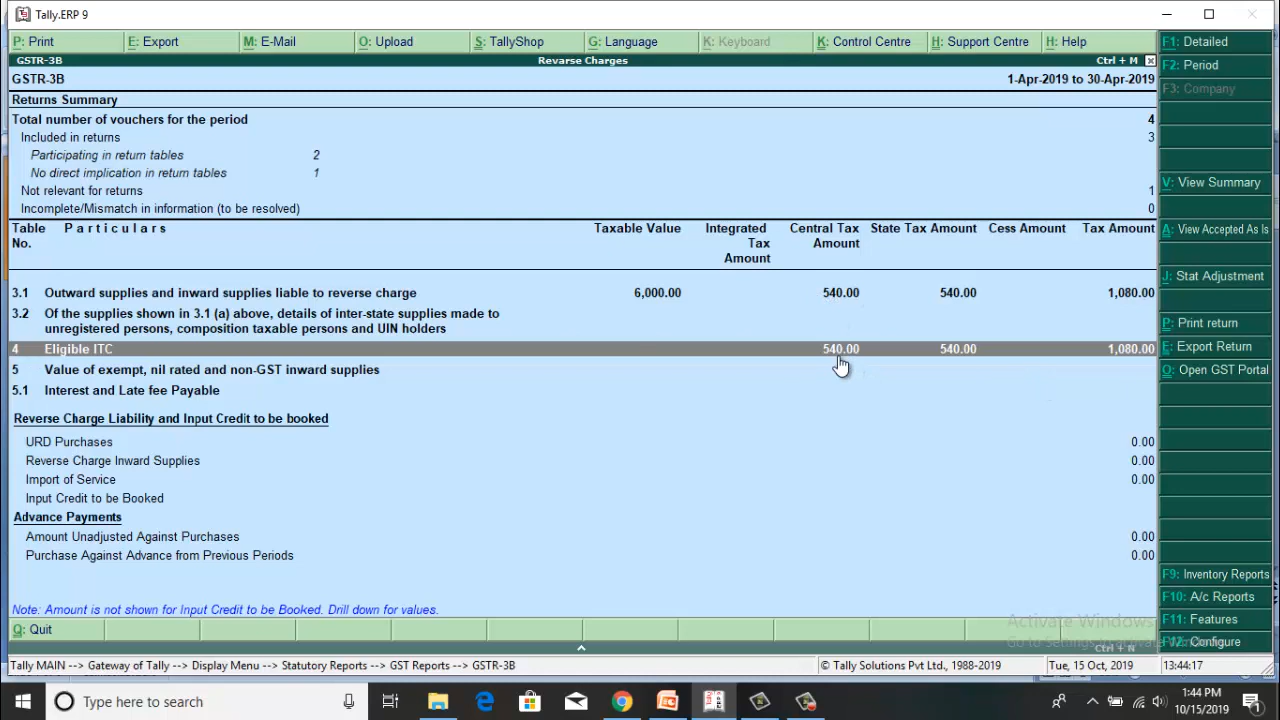 Tally.ERP 9
P: Print E: Export M: E-Mail O: Upload S: TallyShop G: Language K: Keyboard K: Control Centre H: Support Centre H: Help
GSTR-3B Revarse Charges Ctrl + M
GSTR-3B 1-Apr-2019 to 30-Apr-2019
Returns Summary
Total number of vouchers for the period 4
Included in returns 3
Participating in return tables 2
No direct implication in return tables 1
Not relevant for returns 1
Incomplete/Mismatch in information (to be resolved) 0
Table Particulars Taxable Value Integrated Central Tax State Tax Amount Cess Amount Tax Amount
No. Tax Amount
Amount
3.1 Outward supplies and inward supplies liable to reverse charge 6,000.00 540.00 540.00 1,080.00
3.2 Of the supplies shown in 3.1 (a) above, details of inter-state supplies made to
unregistered persons, composition taxable persons and UIN holders
4 Eligible ITC 540.00 540.00 1,080.00
5 Value of exempt, nil rated and non-GST inward supplies
5.1 Interest and Late fee Payable
Reverse Charge Liability and Input Credit to be booked
URD Purchases 0.00
Reverse Charge Inward Supplies 0.00
Import of Service 0.00
Input Credit to be Booked
Advance Payments
Amount Unadjusted Against Purchases 0.00
Purchase Against Advance from Previous Periods 0.00
Note: Amount is not shown for Input Credit to be Booked. Drill down for values.
Q: Quit
F1: Detailed
F2: Period
F3: Company
V: View Summary
A: View Accepted As Is
J: Stat Adjustment
P: Print return
E: Export Return
O: Open GST Portal
F9: Inventory Reports
F10: A/c Reports
F11: Features
F12: Configure
Activate Windows
Go to Settings to activate
Ctrl + N
Tally MAIN --> Gateway of Tally --> Display Menu --> Statutory Reports --> GST Reports --> GSTR-3B © Tally Solutions Pvt Ltd., 1988-2019 Tue, 15 Oct, 2019 13:44:17
Type here to search
1:44 PM
10/15/2019
1